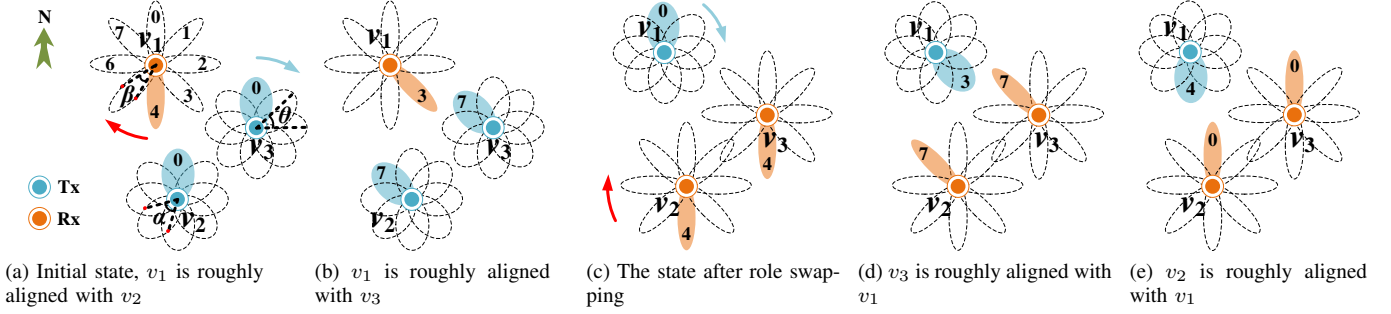 N
0
7
1
v1
6
2
β
3
4
0
θ
v3
0
α
v2
Tx
Rx
v1
3
7
v3
7
v2
0
v1
v3
4
v2
4
v1
3
7
v3
7
v2
v1
4
0
v3
0
v2
(a) Initial state, v1 is roughly
aligned with v2
(b) v1 is roughly aligned
with v3
(c) The state after role swap-
ping
(d) v3 is roughly aligned with
v1
(e) v2 is roughly aligned
with v1